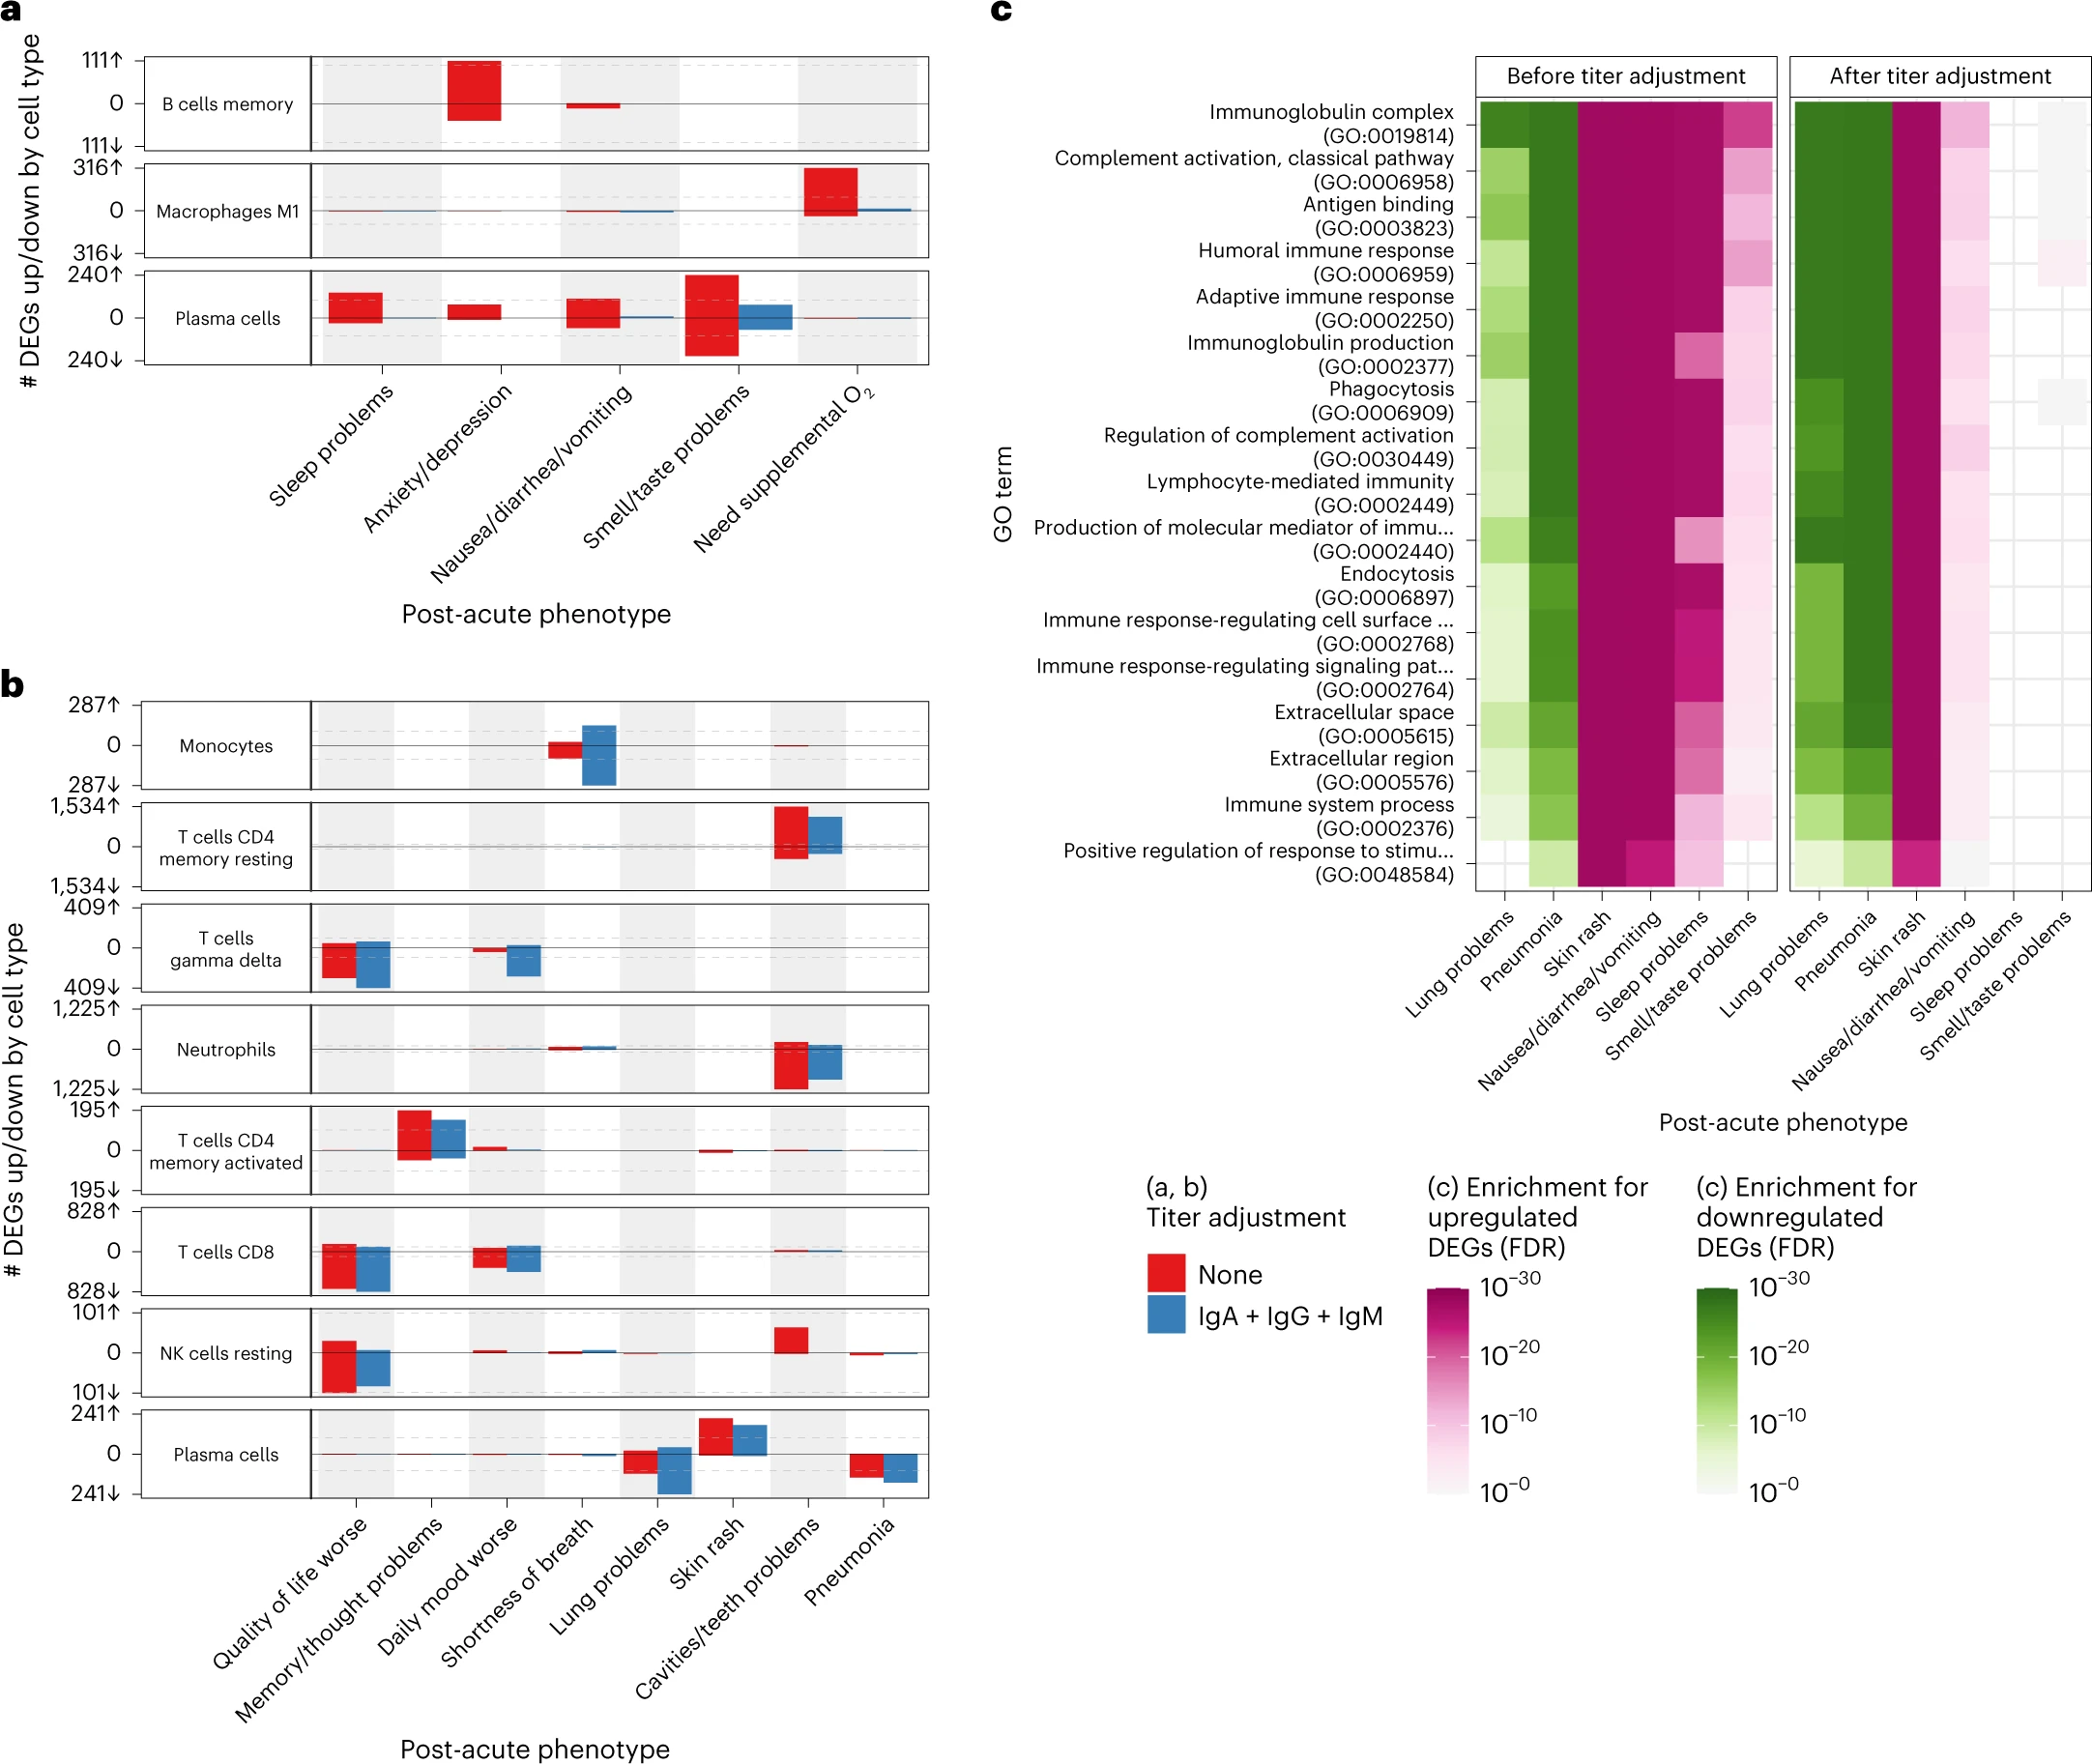 a
# DEGs up/down by cell type
111↑
0
111↓
B cells memory
316↑
0
316↓
Macrophages M1
240↑
0
240↓
Plasma cells
Sleep problems
Anxiety/depression
Nausea/diarrhea/vomiting
Smell/taste problems
Need supplemental O₂
Post-acute phenotype
b
# DEGs up/down by cell type
287↑
0
287↓
Monocytes
1,534↑
0
1,534↓
T cells CD4
memory resting
409↑
0
409↓
T cells
gamma delta
1,225↑
0
1,225↓
Neutrophils
195↑
0
195↓
T cells CD4
memory activated
828↑
0
828↓
T cells CD8
101↑
0
101↓
NK cells resting
241↑
0
241↓
Plasma cells
Quality of life worse
Memory/thought problems
Daily mood worse
Shortness of breath
Lung problems
Skin rash
Cavities/teeth problems
Pneumonia
Post-acute phenotype
c
Before titer adjustment
After titer adjustment
GO term
Immunoglobulin complex
(GO:0019814)
Complement activation, classical pathway
(GO:0006958)
Antigen binding
(GO:0003823)
Humoral immune response
(GO:0006959)
Adaptive immune response
(GO:0002250)
Immunoglobulin production
(GO:0002377)
Phagocytosis
(GO:0006909)
Regulation of complement activation
(GO:0030449)
Lymphocyte-mediated immunity
(GO:0002449)
Production of molecular mediator of immu...
(GO:0002440)
Endocytosis
(GO:0006897)
Immune response-regulating cell surface ...
(GO:0002768)
Immune response-regulating signaling pat...
(GO:0002764)
Extracellular space
(GO:0005615)
Extracellular region
(GO:0005576)
Immune system process
(GO:0002376)
Positive regulation of response to stimu...
(GO:0048584)
Lung problems
Pneumonia
Skin rash
Nausea/diarrhea/vomiting
Sleep problems
Smell/taste problems
Lung problems
Pneumonia
Skin rash
Nausea/diarrhea/vomiting
Sleep problems
Smell/taste problems
Post-acute phenotype
(a, b)
Titer adjustment
None
IgA + IgG + IgM
(c) Enrichment for
upregulated
DEGs (FDR)
10⁻³⁰
10⁻²⁰
10⁻¹⁰
10⁻⁰
(c) Enrichment for
downregulated
DEGs (FDR)
10⁻³⁰
10⁻²⁰
10⁻¹⁰
10⁻⁰